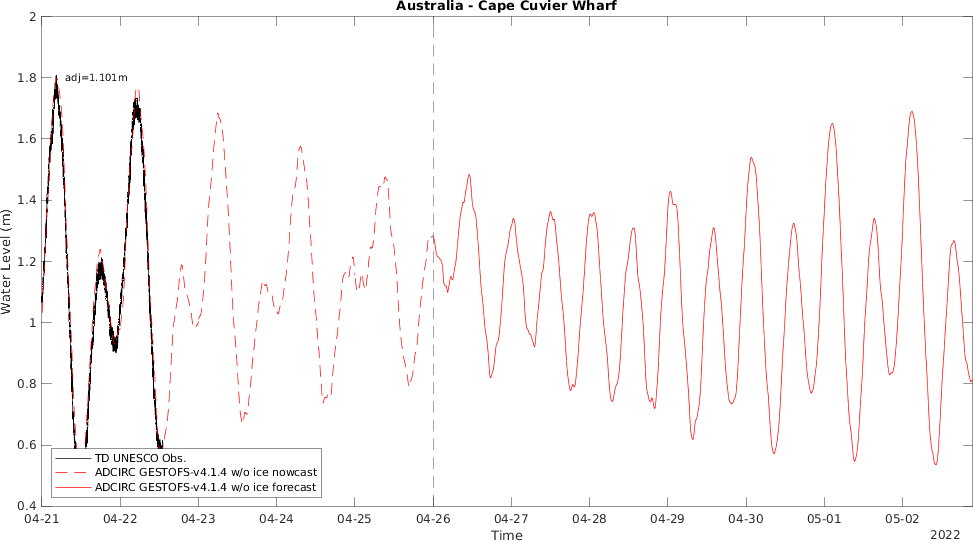 Australia - Cape Cuvier Wharf
2
1.8
1.6
1.4
1.2
1
0.8
0.6
0.4
Water Level (m)
adj=1.101m
TD UNESCO Obs.
ADCIRC GESTOFS-v4.1.4 w/o ice nowcast
ADCIRC GESTOFS-v4.1.4 w/o ice forecast
04-21 04-22 04-23 04-24 04-25 04-26 04-27 04-28 04-29 04-30 05-01 05-02
Time
2022